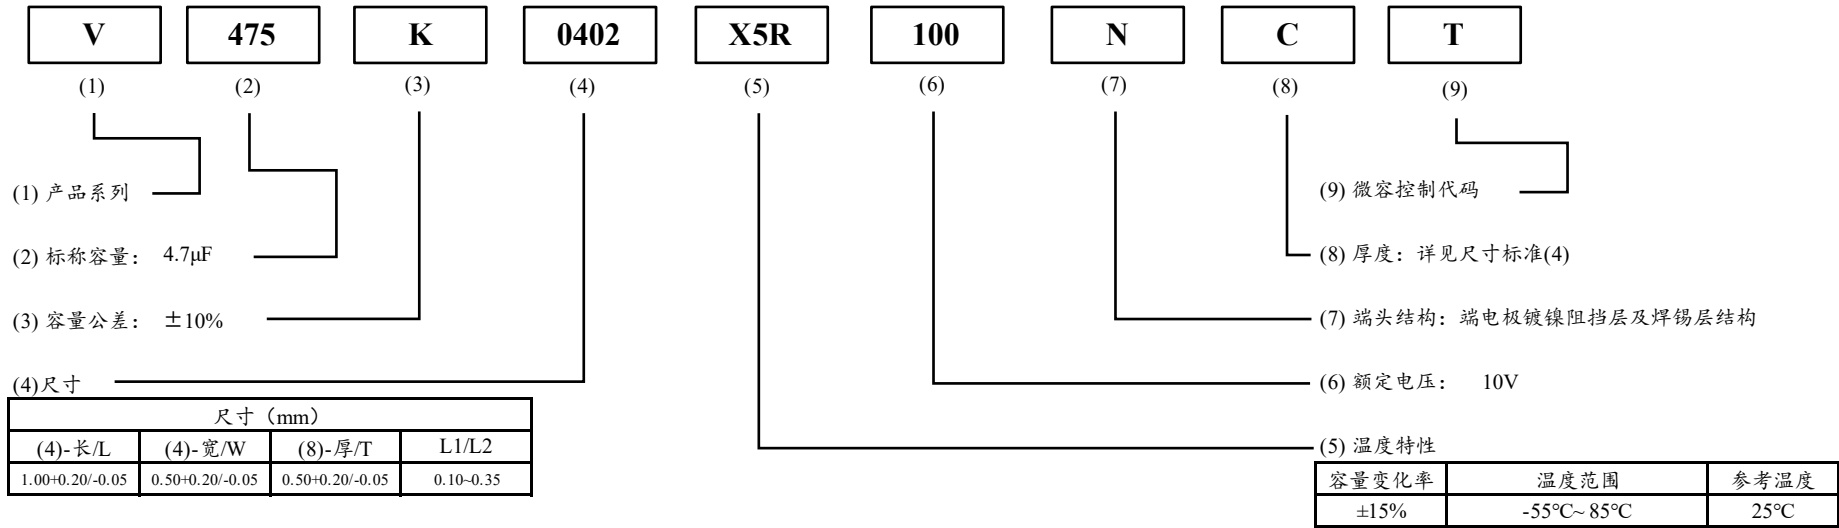 V 475 K 0402 X5R 100 N C T
(1) (2) (3) (4) (5) (6) (7) (8) (9)
(1) 产品系列
(9) 微容控制代码
(2) 标称容量： 4.7μF
(8) 厚度：详见尺寸标准(4)
(3) 容量公差： ±10%
(7) 端头结构：端电极镀镍阻挡层及焊锡层结构
(4)尺寸
(6) 额定电压： 10V
尺寸（mm）
(4)-长/L (4)-宽/W (8)-厚/T L1/L2
1.00+0.20/-0.05 0.50+0.20/-0.05 0.50+0.20/-0.05 0.10~0.35
(5) 温度特性
容量变化率 温度范围 参考温度
±15% -55℃~ 85℃ 25℃